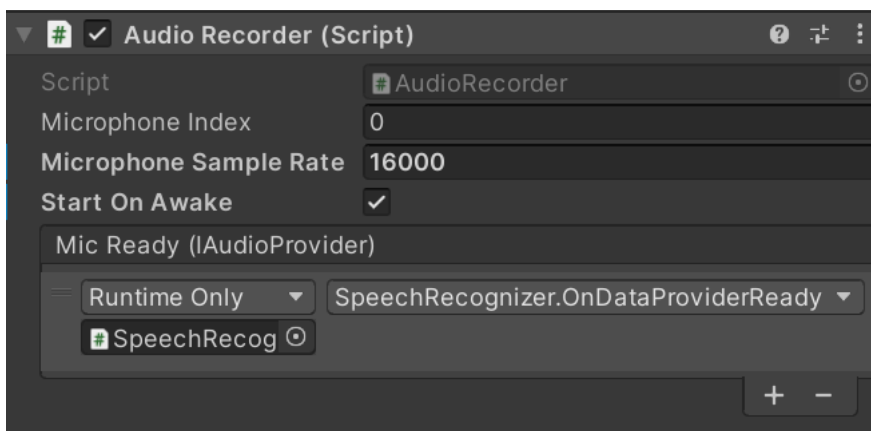 Audio Recorder (Script)
Script # AudioRecorder
Microphone Index 0
Microphone Sample Rate 16000
Start On Awake
Mic Ready (IAudioProvider)
Runtime Only SpeechRecognizer.OnDataProviderReady
# SpeechRecog